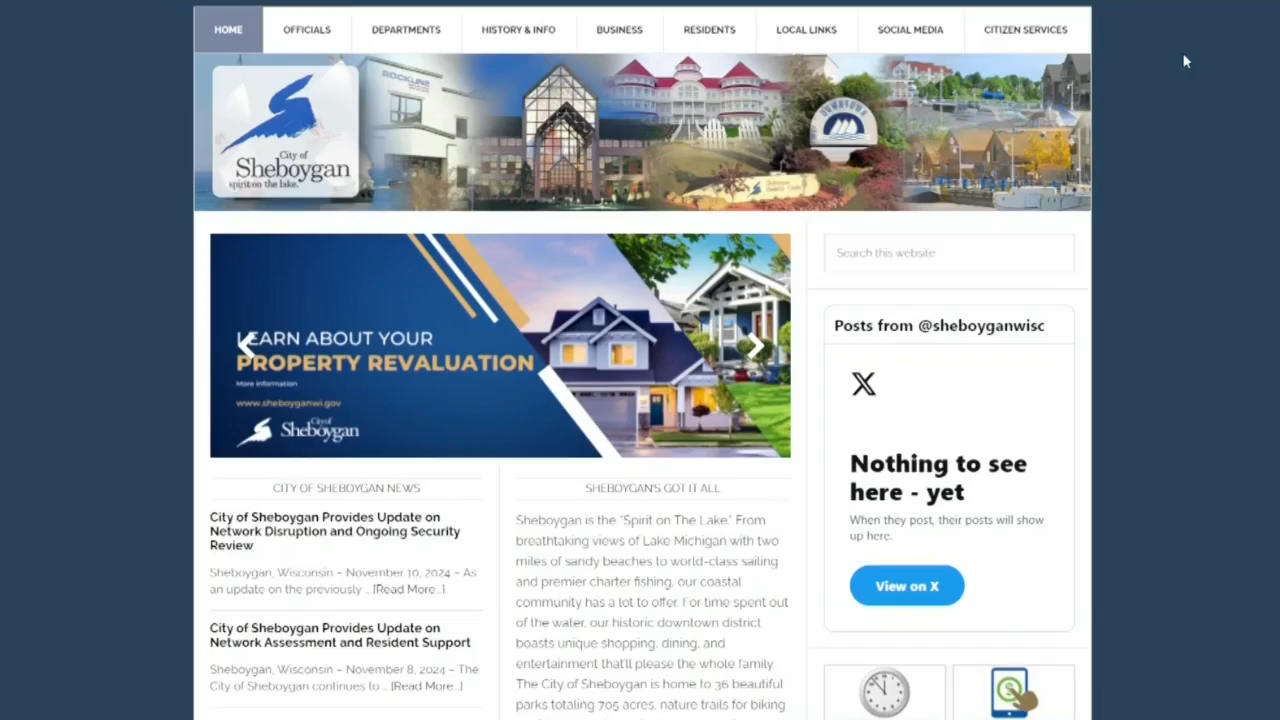 HOME OFFICIALS DEPARTMENTS HISTORY & INFO BUSINESS RESIDENTS LOCAL LINKS SOCIAL MEDIA CITIZEN SERVICES
ROCKLINE
DOWNTOWN
City of
Sheboygan
spirit on the lake.
LEARN ABOUT YOUR
PROPERTY REVALUATION
More Information
www.sheboyganwi.gov
City of
Sheboygan
CITY OF SHEBOYGAN NEWS
City of Sheboygan Provides Update on
Network Disruption and Ongoing Security
Review
Sheboygan, Wisconsin – November 10, 2024 – As
an update on the previously … [Read More...]
City of Sheboygan Provides Update on
Network Assessment and Resident Support
Sheboygan, Wisconsin – November 8, 2024 – The
City of Sheboygan continues to … [Read More...]
SHEBOYGAN'S GOT IT ALL
Sheboygan is the "Spirit on The Lake." From
breathtaking views of Lake Michigan with two
miles of sandy beaches to world-class sailing
and premier charter fishing, our coastal
community has a lot to offer. For time spent out
of the water, our historic downtown district
boasts unique shopping, dining, and
entertainment that'll please the whole family.
The City of Sheboygan is home to 36 beautiful
parks totaling 705 acres, nature trails for biking
Search this website
Posts from @sheboyganwisc
Nothing to see
here - yet
When they post, their posts will show
up here.
View on X